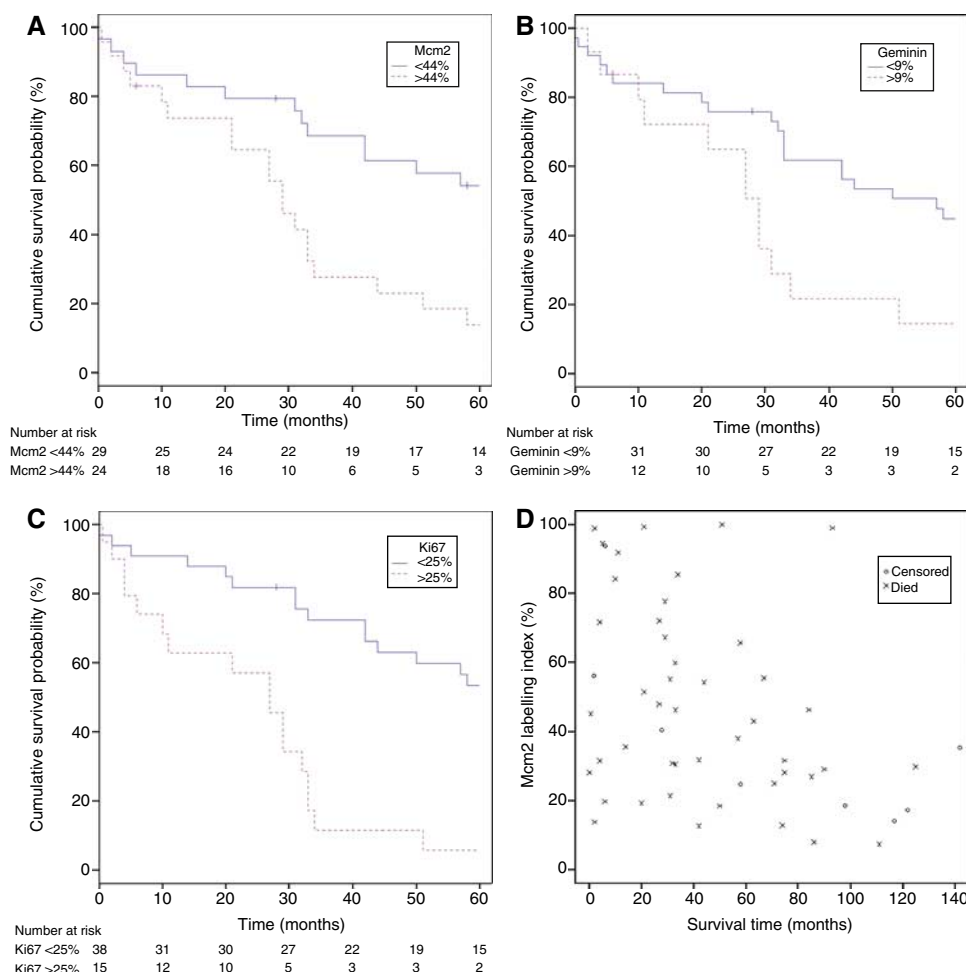 A
Mcm2
<44%
>44%
Cumulative survival probability (%)
100
80
60
40
20
0
0 10 20 30 40 50 60
Time (months)
Number at risk
Mcm2 <44% 29 25 24 22 19 17 14
Mcm2 >44% 24 18 16 10 6 5 3
B
Geminin
<9%
>9%
Cumulative survival probability (%)
100
80
60
40
20
0
0 10 20 30 40 50 60
Time (months)
Number at risk
Geminin <9% 31 30 27 22 19 15
Geminin >9% 12 10 5 3 3 2
C
Ki67
<25%
>25%
Cumulative survival probability (%)
100
80
60
40
20
0
0 10 20 30 40 50 60
Time (months)
Number at risk
Ki67 <25% 38 31 30 27 22 19 15
Ki67 >25% 15 12 10 5 3 3 2
D
Censored
Died
Mcm2 labelling index (%)
100
80
60
40
20
0
0 20 40 60 80 100 120 140
Survival time (months)